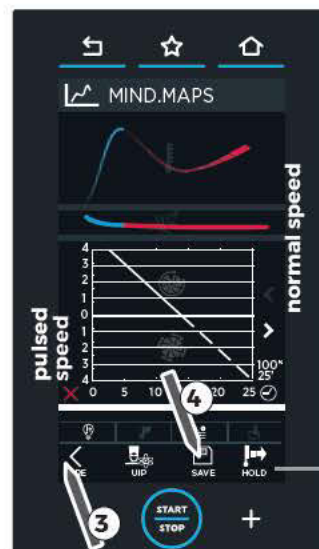 MIND.MAPS
normal speed
pulsed speed
4
3
2
1
0
1
2
3
4
0 5 10 15 20 25
100"
25'
4
UIP
SAVE
HOLD
3
START
STOP
+